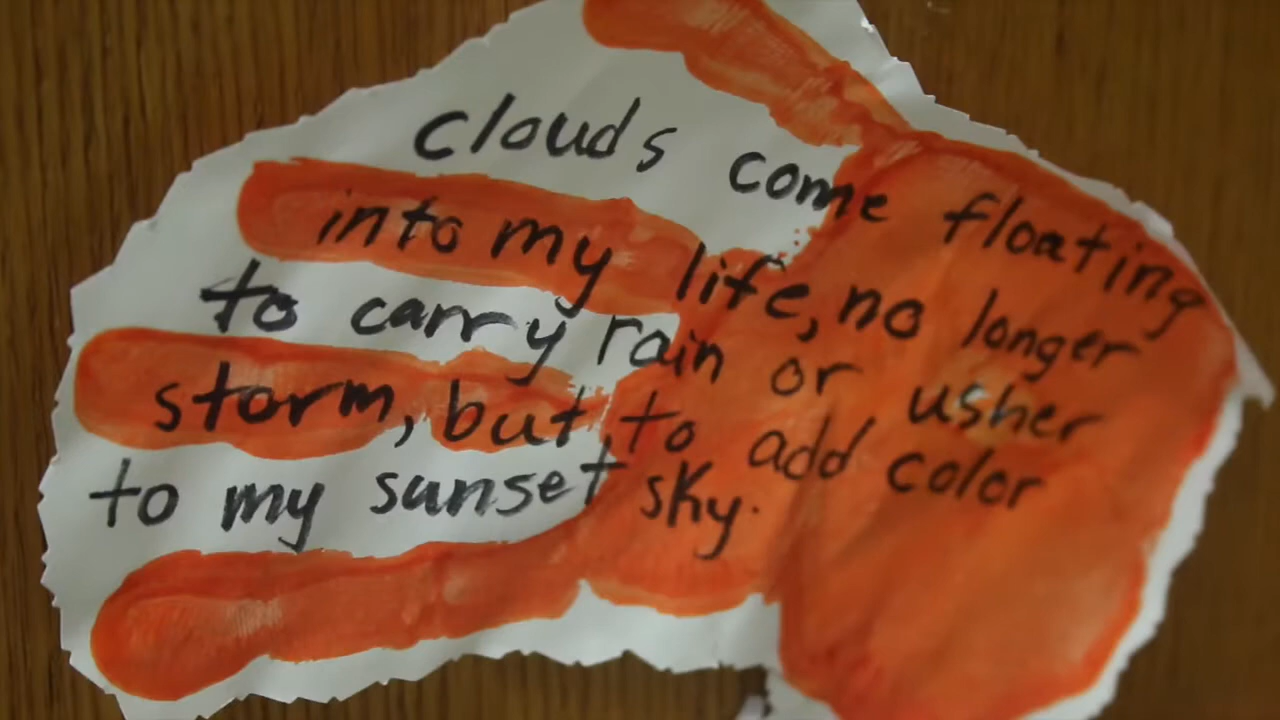 clouds come floating
into my life, no longer
to carry rain or usher
storm, but, to add color
to my sunset sky.